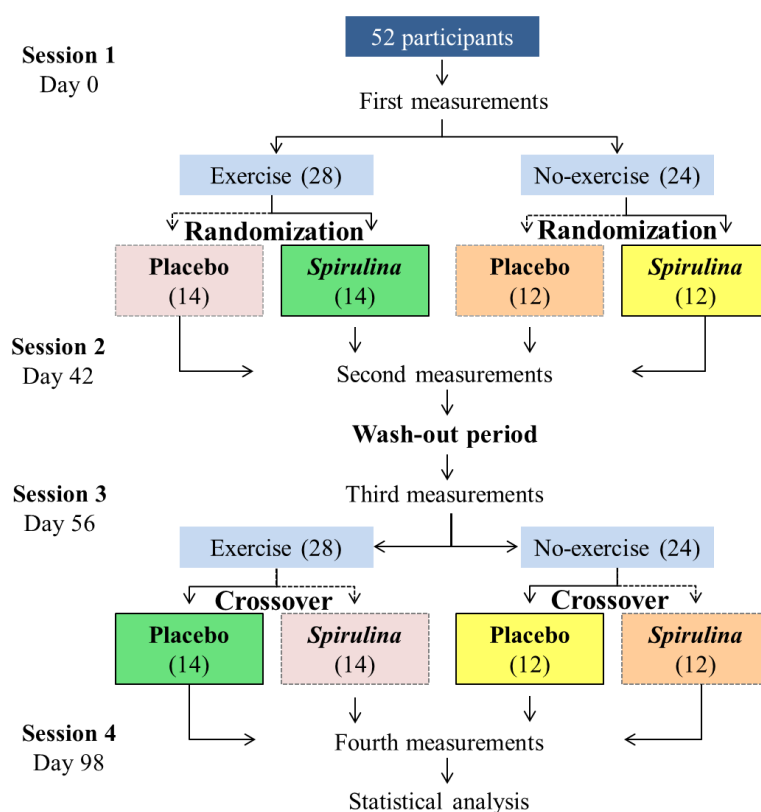 52 participants
Session 1
Day 0
First measurements
Exercise (28)
No-exercise (24)
Randomization
Randomization
Placebo
(14)
Spirulina
(14)
Placebo
(12)
Spirulina
(12)
Session 2
Day 42
Second measurements
Wash-out period
Session 3
Day 56
Third measurements
Exercise (28)
No-exercise (24)
Crossover
Crossover
Placebo
(14)
Spirulina
(14)
Placebo
(12)
Spirulina
(12)
Session 4
Day 98
Fourth measurements
Statistical analysis